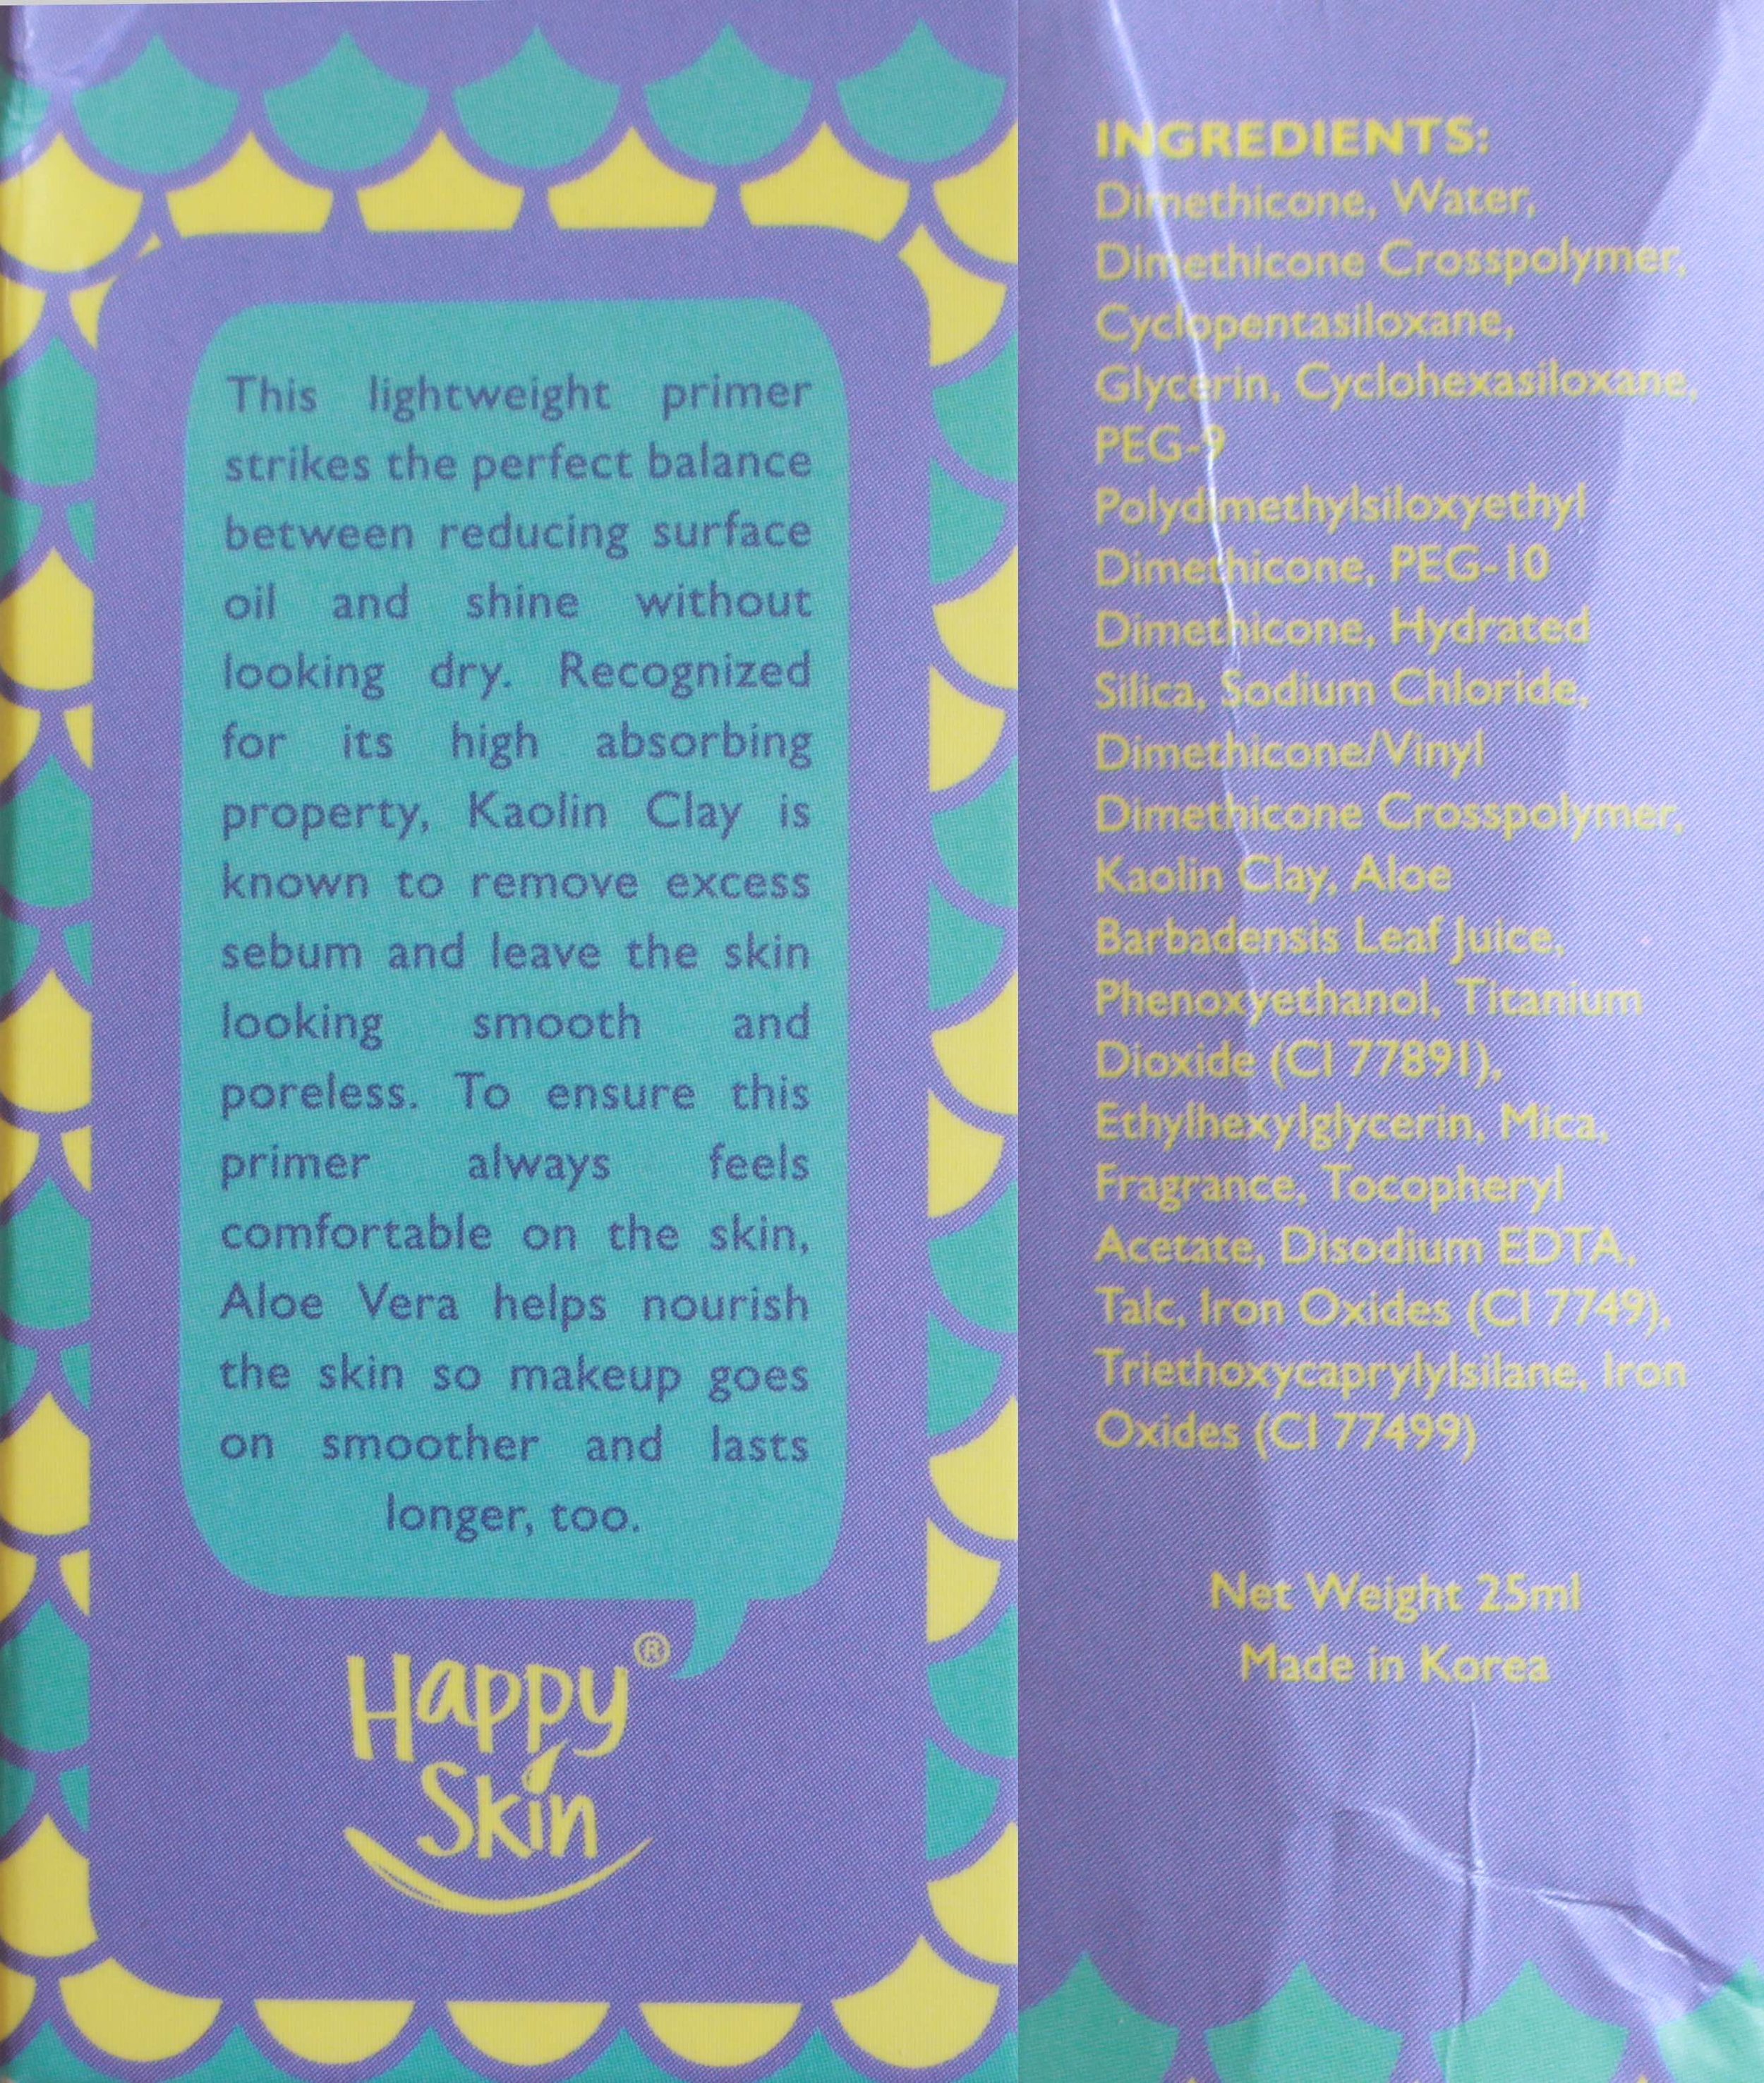 This lightweight primer
strikes the perfect balance
between reducing surface
oil and shine without
looking dry. Recognized
for its high absorbing
property, Kaolin Clay is
known to remove excess
sebum and leave the skin
looking smooth and
poreless. To ensure this
primer always feels
comfortable on the skin,
Aloe Vera helps nourish
the skin so makeup goes
on smoother and lasts
longer, too.
Happy®
Skin
INGREDIENTS:
Dimethicone, Water,
Dimethicone Crosspolymer,
Cyclopentasiloxane,
Glycerin, Cyclohexasiloxane,
PEG-9
Polydimethylsiloxyethyl
Dimethicone, PEG-10
Dimethicone, Hydrated
Silica, Sodium Chloride,
Dimethicone/Vinyl
Dimethicone Crosspolymer,
Kaolin Clay, Aloe
Barbadensis Leaf Juice,
Phenoxyethanol, Titanium
Dioxide (CI 77891),
Ethylhexylglycerin, Mica,
Fragrance, Tocopheryl
Acetate, Disodium EDTA,
Talc, Iron Oxides (CI 7749),
Triethoxycaprylylsilane, Iron
Oxides (CI 77499)
Net Weight 25ml
Made in Korea